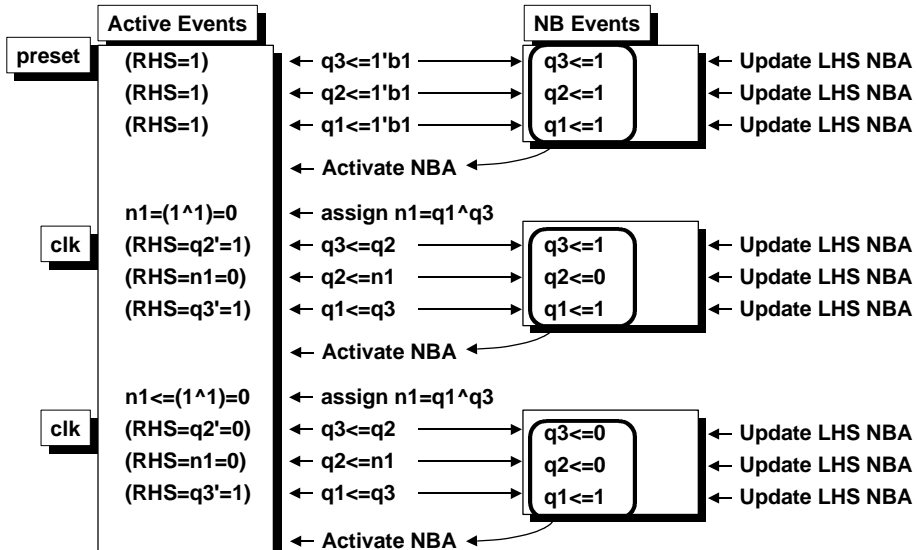 Active Events NB Events
preset (RHS=1) q3<=1'b1 q3<=1 Update LHS NBA
(RHS=1) q2<=1'b1 q2<=1 Update LHS NBA
(RHS=1) q1<=1'b1 q1<=1 Update LHS NBA
Activate NBA
n1=(1^1)=0 assign n1=q1^q3
clk (RHS=q2'=1) q3<=q2 q3<=1 Update LHS NBA
(RHS=n1=0) q2<=n1 q2<=0 Update LHS NBA
(RHS=q3'=1) q1<=q3 q1<=1 Update LHS NBA
Activate NBA
n1<=(1^1)=0 assign n1=q1^q3
clk (RHS=q2'=0) q3<=q2 q3<=0 Update LHS NBA
(RHS=n1=0) q2<=n1 q2<=0 Update LHS NBA
(RHS=q3'=1) q1<=q3 q1<=1 Update LHS NBA
Activate NBA